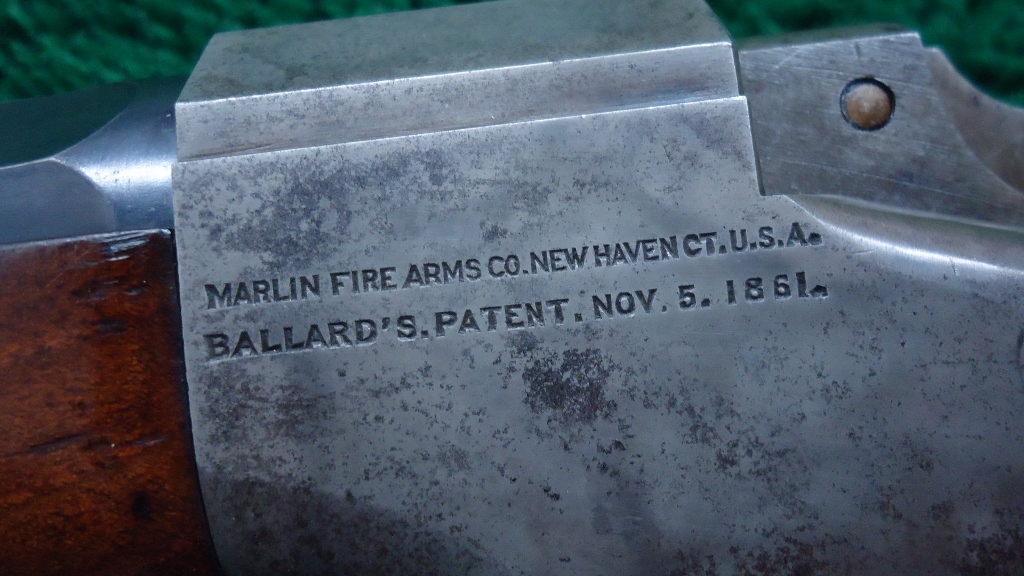 MARLIN FIRE ARMS CO. NEW HAVEN CT. U.S.A.
BALLARD'S. PATENT. NOV. 5. 1861.